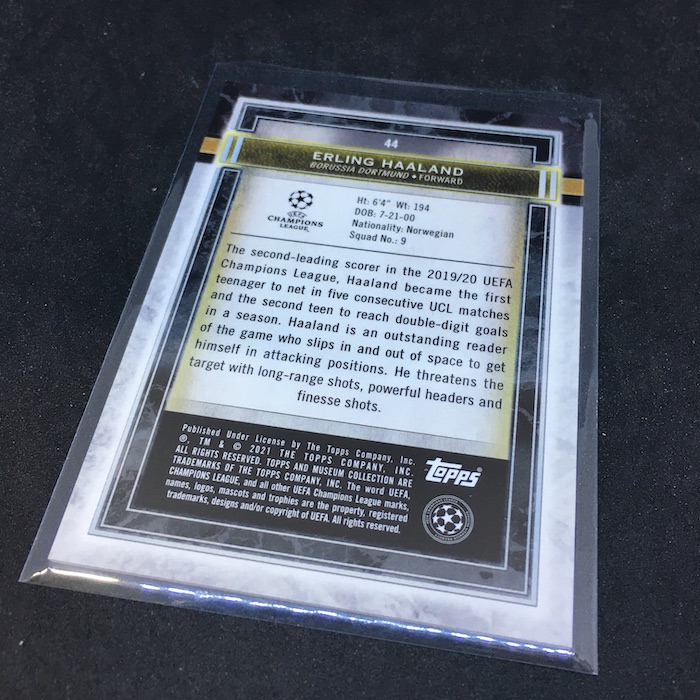 44
ERLING HAALAND
BORUSSIA DORTMUND • FORWARD
UEFA
CHAMPIONS
LEAGUE.
Ht: 6'4" Wt: 194
DOB: 7-21-00
Nationality: Norwegian
Squad No.: 9
The second-leading scorer in the 2019/20 UEFA
Champions League, Haaland became the first
teenager to net in five consecutive UCL matches
and the second teen to reach double-digit goals
in a season. Haaland is an outstanding reader
of the game who slips in and out of space to get
himself in attacking positions. He threatens the
target with long-range shots, powerful headers and
finesse shots.
Published Under License by The Topps Company, Inc.
®, TM & © 2021 THE TOPPS COMPANY, INC.
ALL RIGHTS RESERVED. TOPPS AND MUSEUM COLLECTION ARE
TRADEMARKS OF THE TOPPS COMPANY, INC. The word UEFA,
CHAMPIONS LEAGUE, and all other UEFA Champions League marks,
names, logos, mascots and trophies are the property, registered
trademarks, designs and/or copyright of UEFA. All rights reserved.
topps®